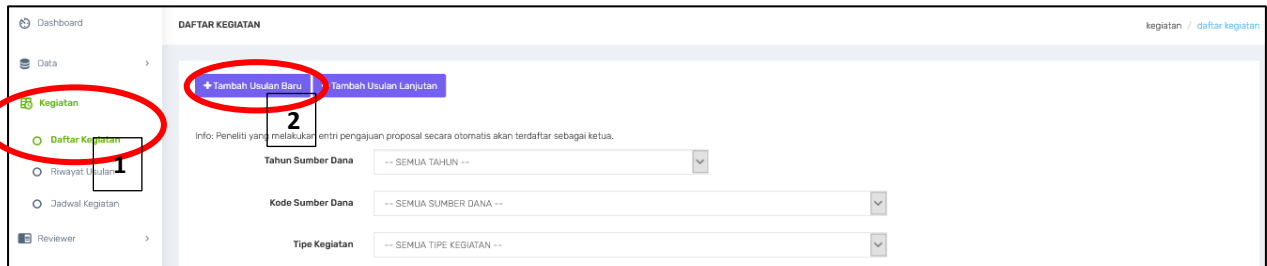 Dashboard
Data
Kegiatan
Daftar Kegiatan
1
Riwayat Usulan
Jadwal Kegiatan
Reviewer
DAFTAR KEGIATAN
kegiatan / daftar kegiatan
+ Tambah Usulan Baru
Tambah Usulan Lanjutan
2
Info: Peneliti yang melakukan entri pengajuan proposal secara otomatis akan terdaftar sebagai ketua.
Tahun Sumber Dana -- SEMUA TAHUN --
Kode Sumber Dana -- SEMUA SUMBER DANA --
Tipe Kegiatan -- SEMUA TIPE KEGIATAN --